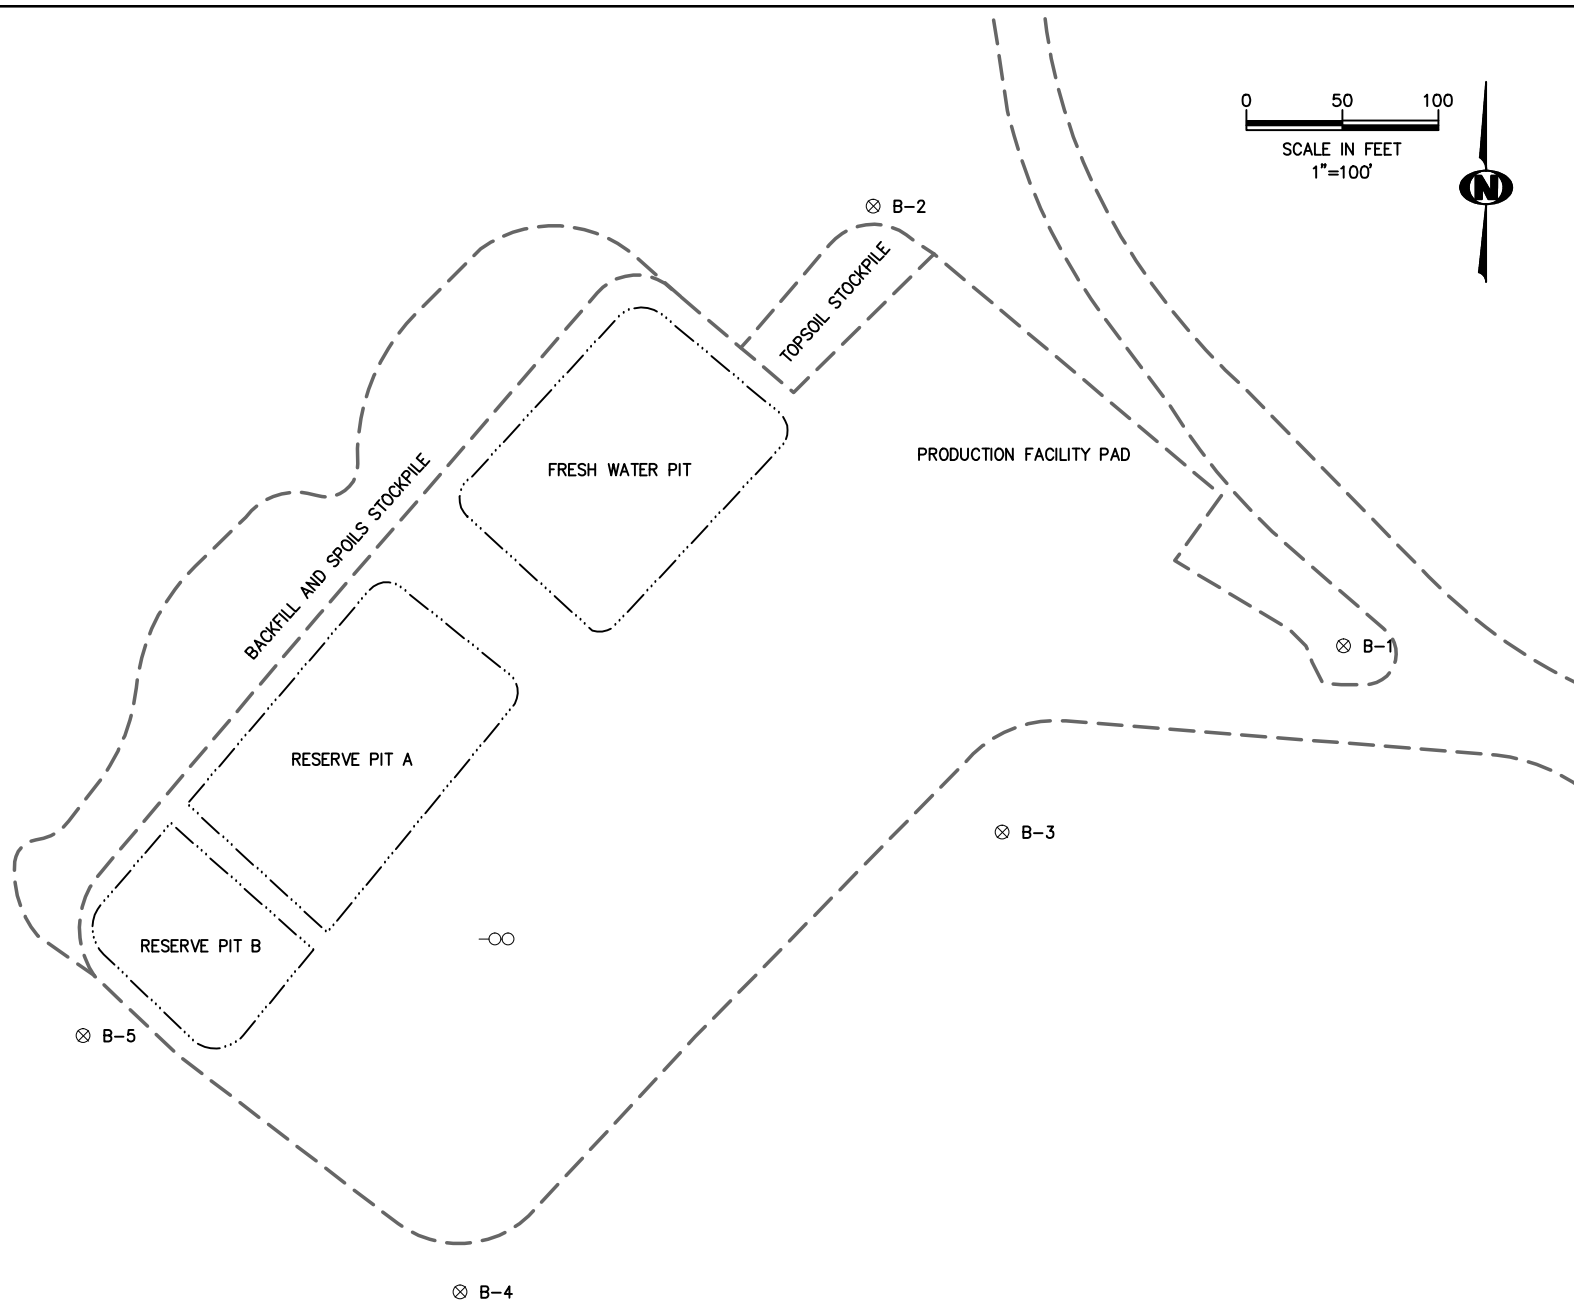 0 50 100
SCALE IN FEET
1"=100'
N
B-2
TOPSOIL STOCKPILE
PRODUCTION FACILITY PAD
FRESH WATER PIT
BACKFILL AND SPOILS STOCKPILE
B-1
RESERVE PIT A
B-3
RESERVE PIT B
B-5
B-4